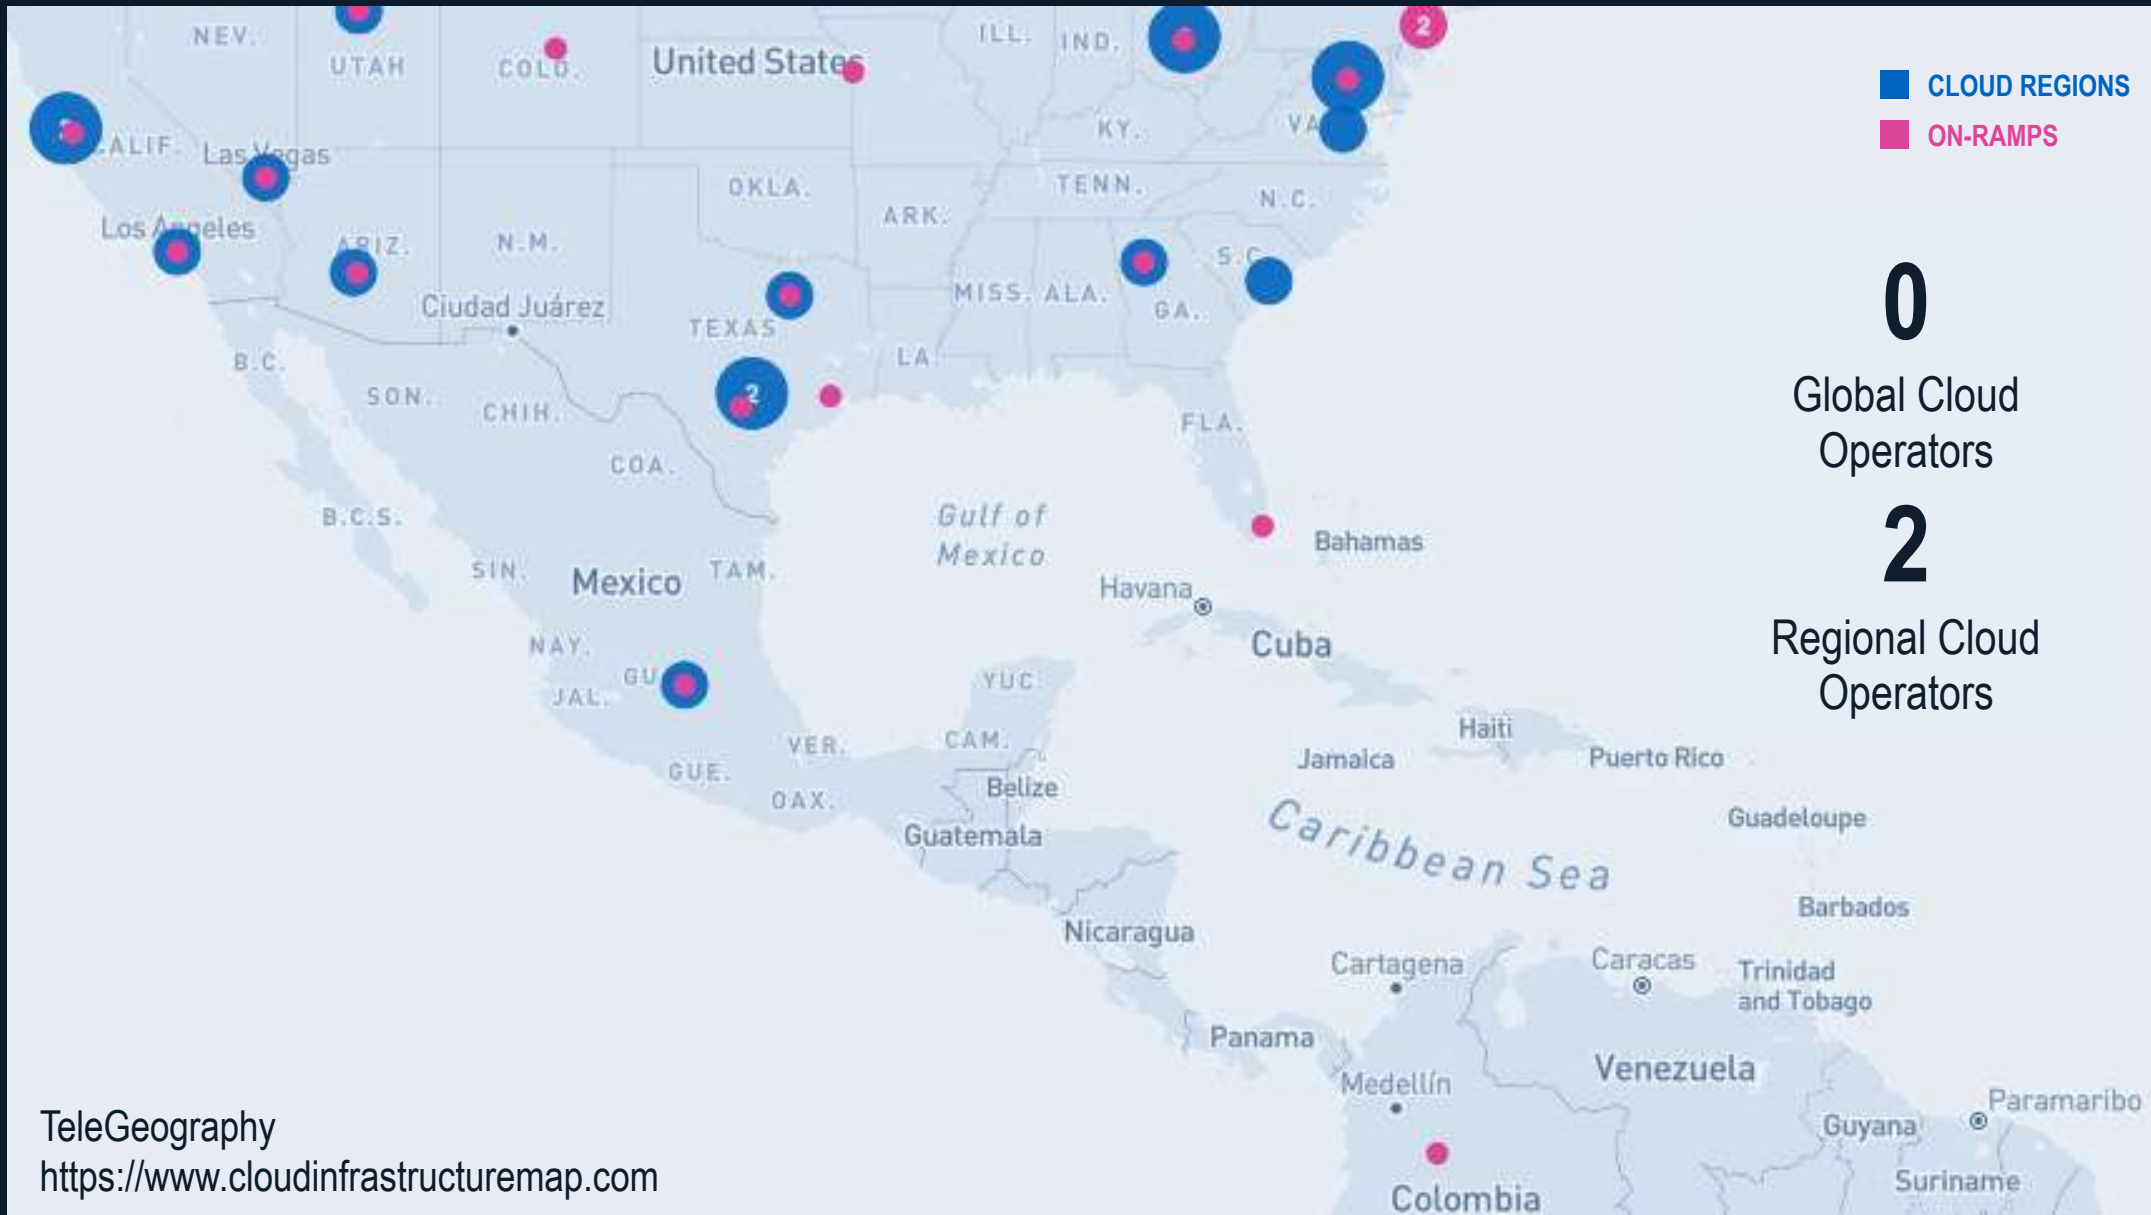 NEV.
UTAH
COLO.
United States
ILL.
IND.
2
CLOUD REGIONS
ON-RAMPS
CALIF.
Las Vegas
KY.
VA
OKLA.
TENN.
N.C.
ARK.
Los Angeles
ARIZ.
N.M.
S.C.
Ciudad Juárez
TEXAS
MISS.
ALA.
GA.
0
Global Cloud
Operators
B.C.
LA.
SON.
CHIH.
2
FLA.
COA.
B.C.S.
Gulf of
Mexico
Bahamas
2
Regional Cloud
Operators
SIN.
Mexico
TAM.
Havana
Cuba
NAY.
GU
JAL.
YUC.
VER.
CAM.
Haiti
Jamaica
Puerto Rico
GUE.
OAX.
Belize
Guatemala
Caribbean Sea
Guadeloupe
Barbados
Nicaragua
Cartagena
Caracas
Trinidad
and Tobago
Panama
Venezuela
Medellín
Paramaribo
Guyana
Suriname
Colombia
TeleGeography
https://www.cloudinfrastructuremap.com